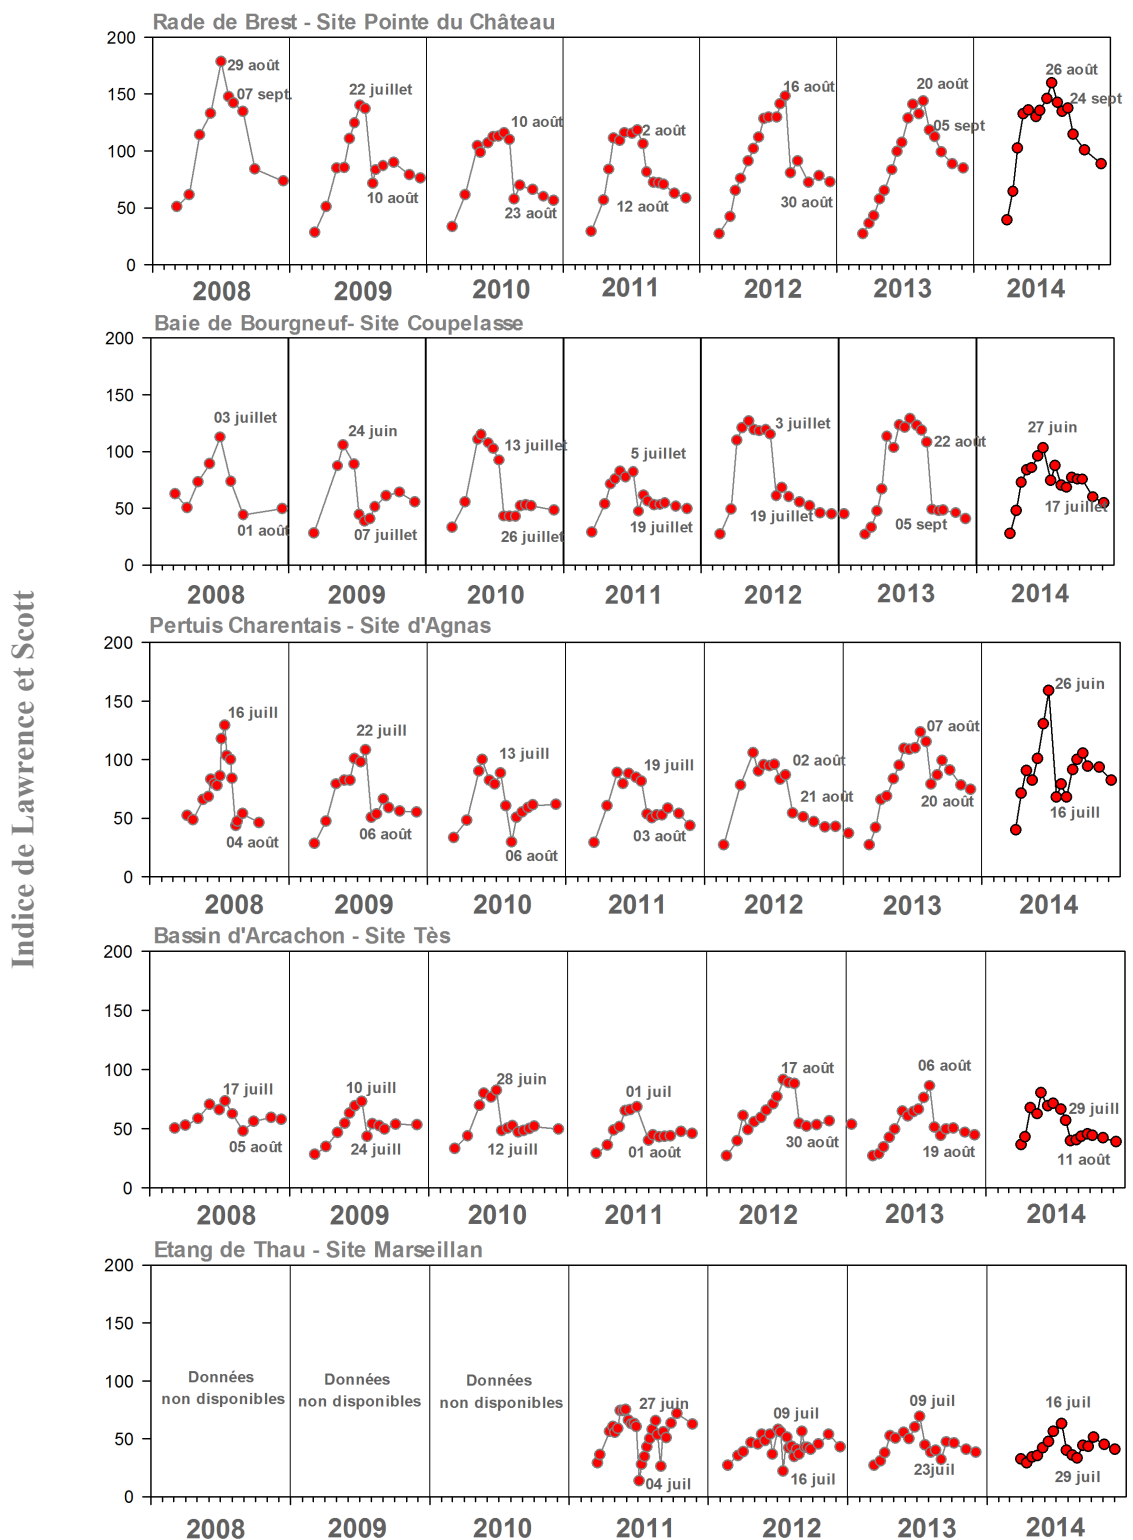 Indice de Lawrence et Scott
Rade de Brest - Site Pointe du Château
200
150
100
50
0
29 août
07 sept.
22 juillet
10 août
10 août
23 août
2 août
12 août
16 août
30 août
20 août
05 sept
26 août
24 sept
2008 2009 2010 2011 2012 2013 2014
Baie de Bourgneuf- Site Coupelasse
200
150
100
50
0
03 juillet
01 août
24 juin
07 juillet
13 juillet
26 juillet
5 juillet
19 juillet
3 juillet
19 juillet
22 août
05 sept
27 juin
17 juillet
2008 2009 2010 2011 2012 2013 2014
Pertuis Charentais - Site d'Agnas
200
150
100
50
0
16 juill
04 août
22 juill
06 août
13 juill
06 août
19 juill
03 août
02 août
21 août
07 août
20 août
26 juin
16 juill
2008 2009 2010 2011 2012 2013 2014
Bassin d'Arcachon - Site Tès
200
150
100
50
0
17 juill
05 août
10 juill
24 juill
28 juin
12 juill
01 juil
01 août
17 août
30 août
06 août
19 août
29 juill
11 août
2008 2009 2010 2011 2012 2013 2014
Etang de Thau - Site Marseillan
200
150
100
50
0
Données
non disponibles
Données
non disponibles
Données
non disponibles
27 juin
04 juil
09 juil
16 juil
09 juil
23juil
16 juil
29 juil
2008 2009 2010 2011 2012 2013 2014